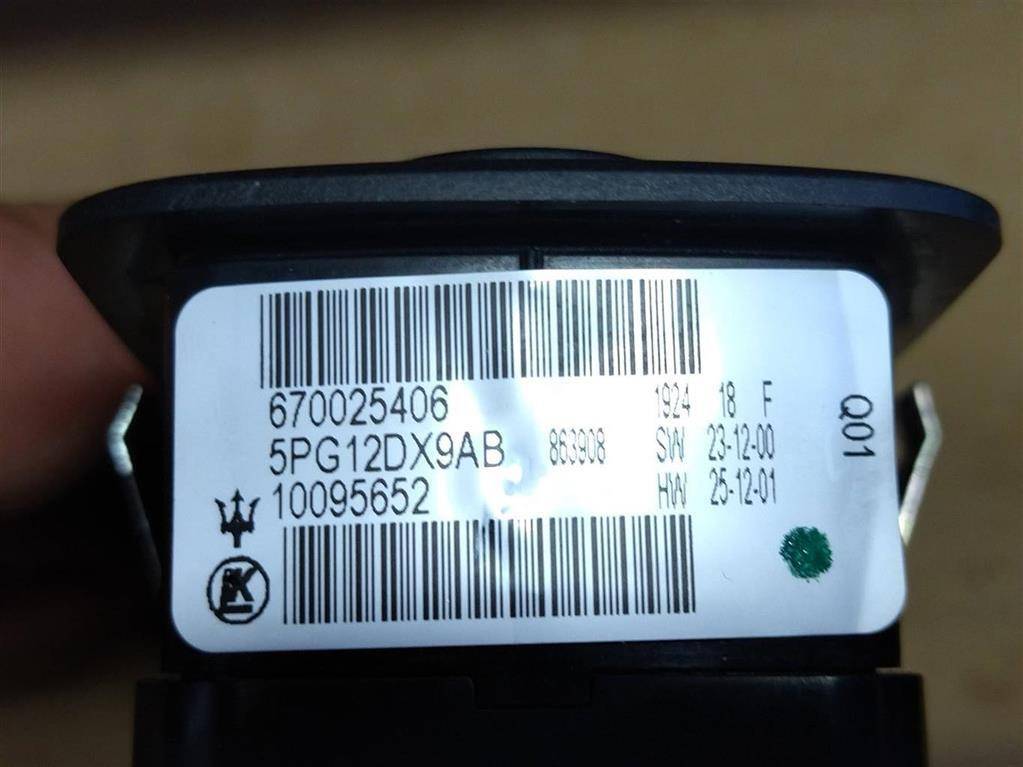 670025406 1924 18 F
5PG12DX9AB 863908 SW 23-12-00
10095652 HW 25-12-01
Q01
K